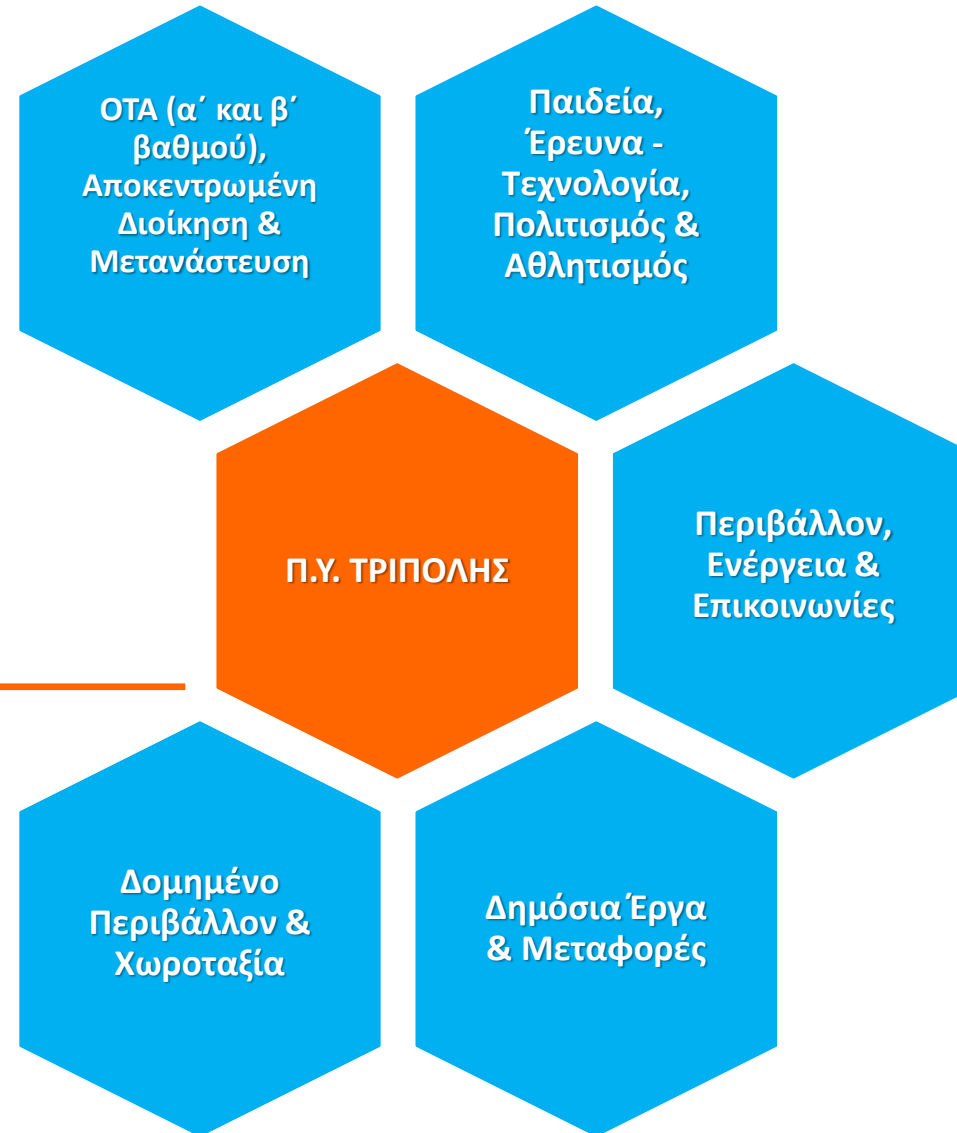 ΟΤΑ (α΄ και β΄
βαθμού),
Αποκεντρωμένη
Διοίκηση &
Μετανάστευση
Παιδεία,
Έρευνα -
Τεχνολογία,
Πολιτισμός &
Αθλητισμός
Π.Υ. ΤΡΙΠΟΛΗΣ
Περιβάλλον,
Ενέργεια &
Επικοινωνίες
Δομημένο
Περιβάλλον &
Χωροταξία
Δημόσια Έργα
& Μεταφορές